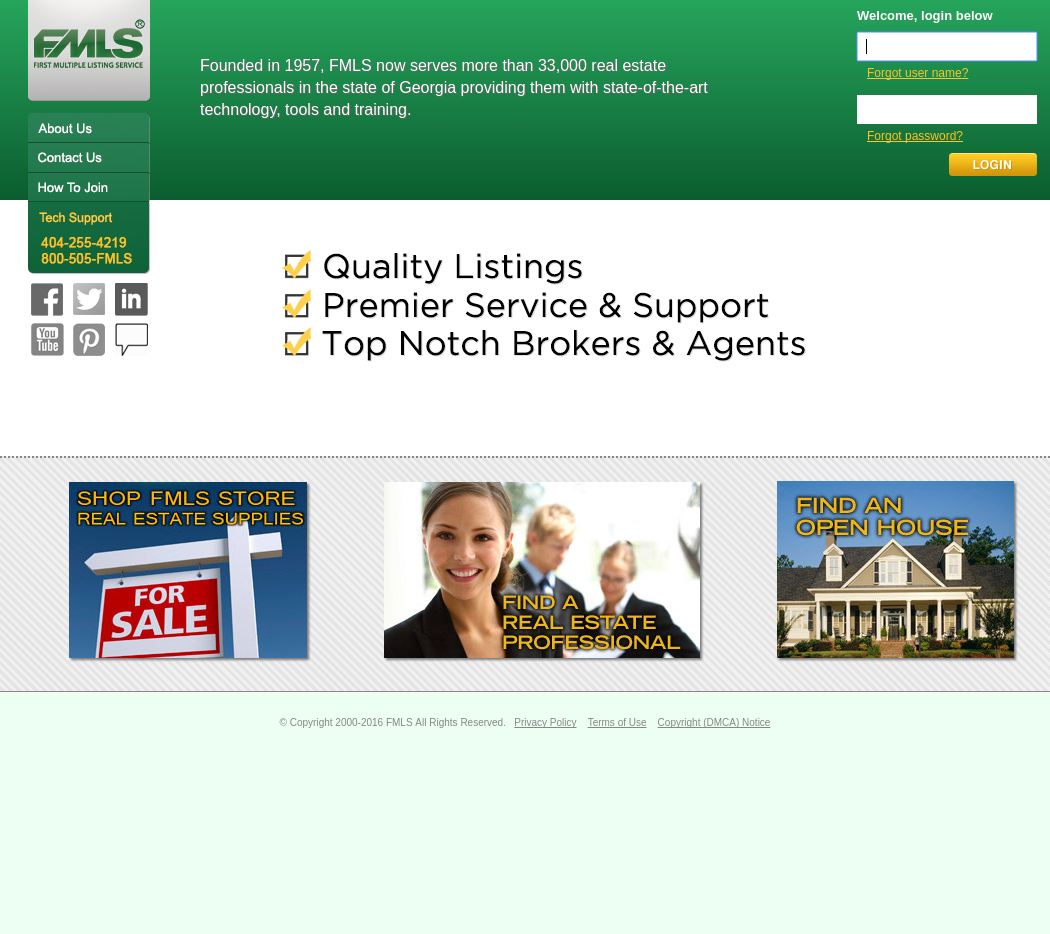 FMLS®
FIRST MULTIPLE LISTING SERVICE
About Us
Contact Us
How To Join
Tech Support
404-255-4219
800-505-FMLS
Founded in 1957, FMLS now serves more than 33,000 real estate
professionals in the state of Georgia providing them with state-of-the-art
technology, tools and training.
Welcome, login below
Forgot user name?
Forgot password?
LOGIN
You
Tube
in
Quality Listings
Premier Service & Support
Top Notch Brokers & Agents
SHOP FMLS STORE
REAL ESTATE SUPPLIES
FOR
SALE
FIND A
REAL ESTATE
PROFESSIONAL
FIND AN
OPEN HOUSE
© Copyright 2000-2016 FMLS All Rights Reserved. Privacy Policy Terms of Use Copyright (DMCA) Notice